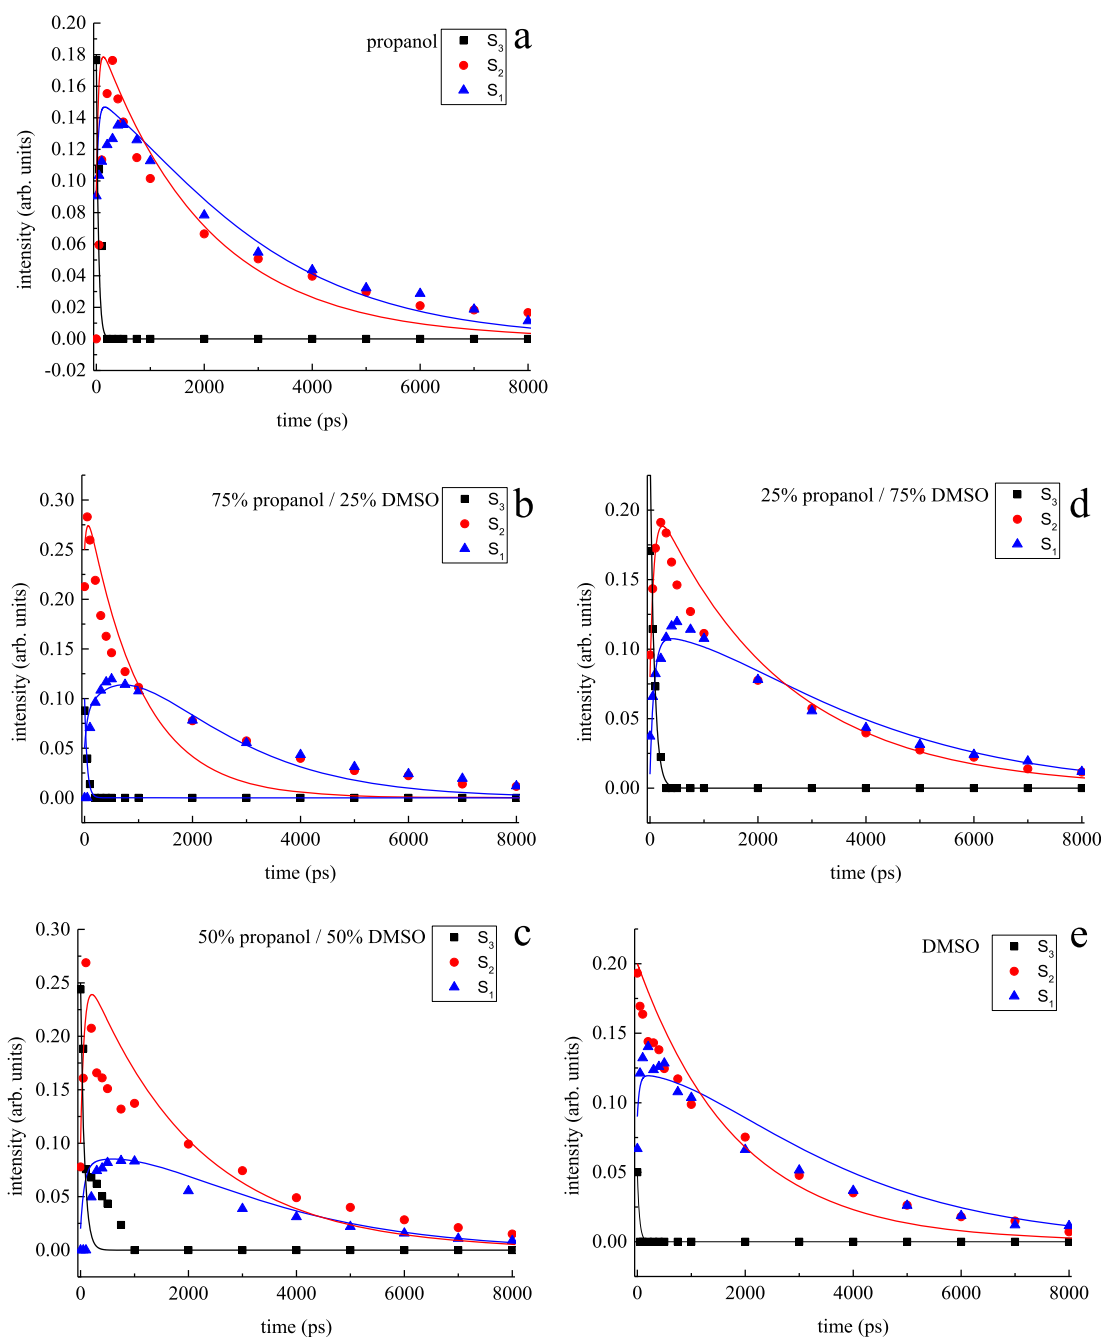 propanol
S3
S2
S1
a
0.20
0.18
0.16
0.14
0.12
0.10
0.08
0.06
0.04
0.02
0.00
-0.02
intensity (arb. units)
0 2000 4000 6000 8000
time (ps)
75% propanol / 25% DMSO
S3
S2
S1
b
0.30
0.25
0.20
0.15
0.10
0.05
0.00
intensity (arb. units)
0 2000 4000 6000 8000
time (ps)
25% propanol / 75% DMSO
S3
S2
S1
d
0.20
0.15
0.10
0.05
0.00
intensity (arb. units)
0 2000 4000 6000 8000
time (ps)
50% propanol / 50% DMSO
S3
S2
S1
c
0.30
0.25
0.20
0.15
0.10
0.05
0.00
intensity (arb. units)
0 2000 4000 6000 8000
time (ps)
DMSO
S3
S2
S1
e
0.20
0.15
0.10
0.05
0.00
intensity (arb. units)
0 2000 4000 6000 8000
time (ps)